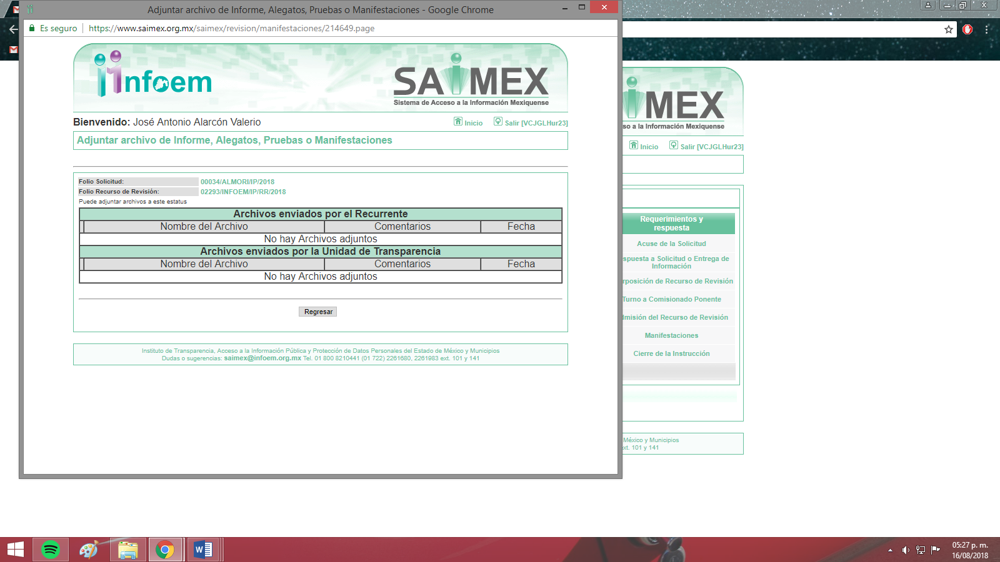 Adjuntar archivo de Informe, Alegatos, Pruebas o Manifestaciones - Google Chrome
Es seguro https://www.saimex.org.mx/saimex/revision/manifestaciones/214649.page
infoem
SAIMEX
Sistema de Acceso a la Información Mexiquense
Bienvenido: José Antonio Alarcón Valerio
Inicio Salir [VCJGLHur23]
Adjuntar archivo de Informe, Alegatos, Pruebas o Manifestaciones
Folio Solicitud: 00034/ALMORI/IP/2018
Folio Recurso de Revisión: 02293/INFOEM/IP/RR/2018
Puede adjuntar archivos a este estatus
Archivos enviados por el Recurrente
Nombre del Archivo Comentarios Fecha
No hay Archivos adjuntos
Archivos enviados por la Unidad de Transparencia
Nombre del Archivo Comentarios Fecha
No hay Archivos adjuntos
Regresar
Instituto de Transparencia, Acceso a la Información Pública y Protección de Datos Personales del Estado de México y Municipios
Dudas o sugerencias: saimex@infoem.org.mx Tel. 01 800 8210441 (01 722) 2261680, 2261983 ext. 101 y 141
iMEX
so a la Información Mexiquense
Inicio Salir [VCJGLHur23]
Requerimientos y
respuesta
Acuse de la Solicitud
spuesta a Solicitud o Entrega de
Información
rposición de Recurso de Revisión
Turno a Comisionado Ponente
dmisión del Recurso de Revisión
Manifestaciones
Cierre de la Instrucción
México y Municipios
ext. 101 y 141
05:27 p. m.
16/08/2018